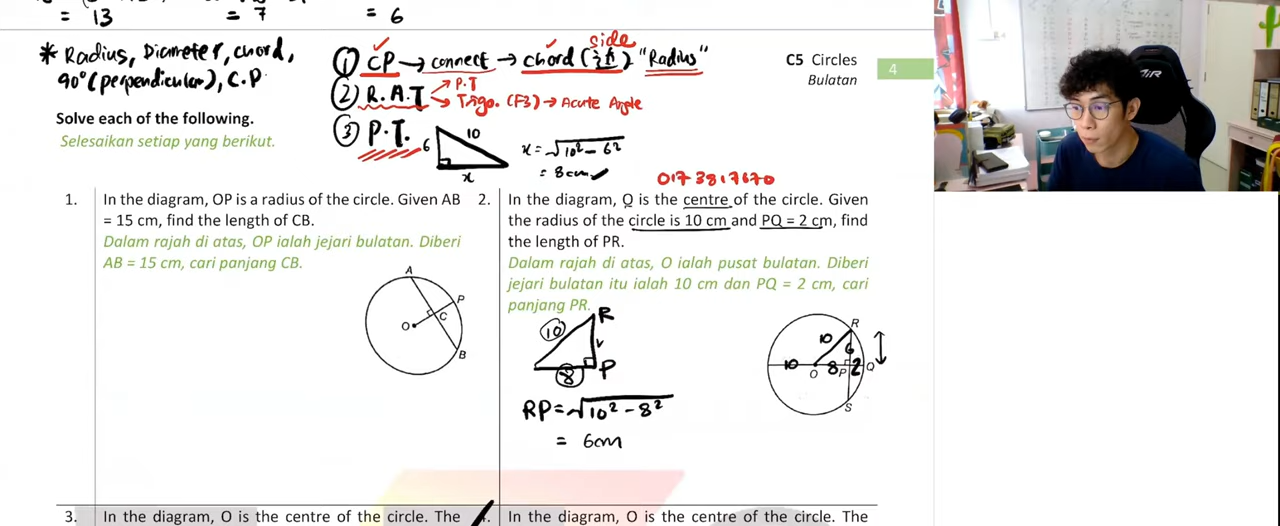 = 13
= 7
= 6
* Radius, Diameter, chord,
90° (perpendicular), C.P
① CP → connect → chord (½) "Radius"
side
② R.A.T → P.T
→ Trigo. (F3) → Acute Angle
③ P.T.
6
10
x
x = √10² - 6²
= 8cm
C5 Circles
Bulatan
4
Solve each of the following.
Selesaikan setiap yang berikut.
0173817670
1. In the diagram, OP is a radius of the circle. Given AB
= 15 cm, find the length of CB.
Dalam rajah di atas, OP ialah jejari bulatan. Diberi
AB = 15 cm, cari panjang CB.
A
P
C
O
B
2. In the diagram, Q is the centre of the circle. Given
the radius of the circle is 10 cm and PQ = 2 cm, find
the length of PR.
Dalam rajah di atas, O ialah pusat bulatan. Diberi
jejari bulatan itu ialah 10 cm dan PQ = 2 cm, cari
panjang PR.
R
10
8
P
RP = √10² - 8²
= 6cm
R
10
6
10
8
2
O
P
Q
S
3. In the diagram, O is the centre of the circle. The
4. In the diagram, O is the centre of the circle. The